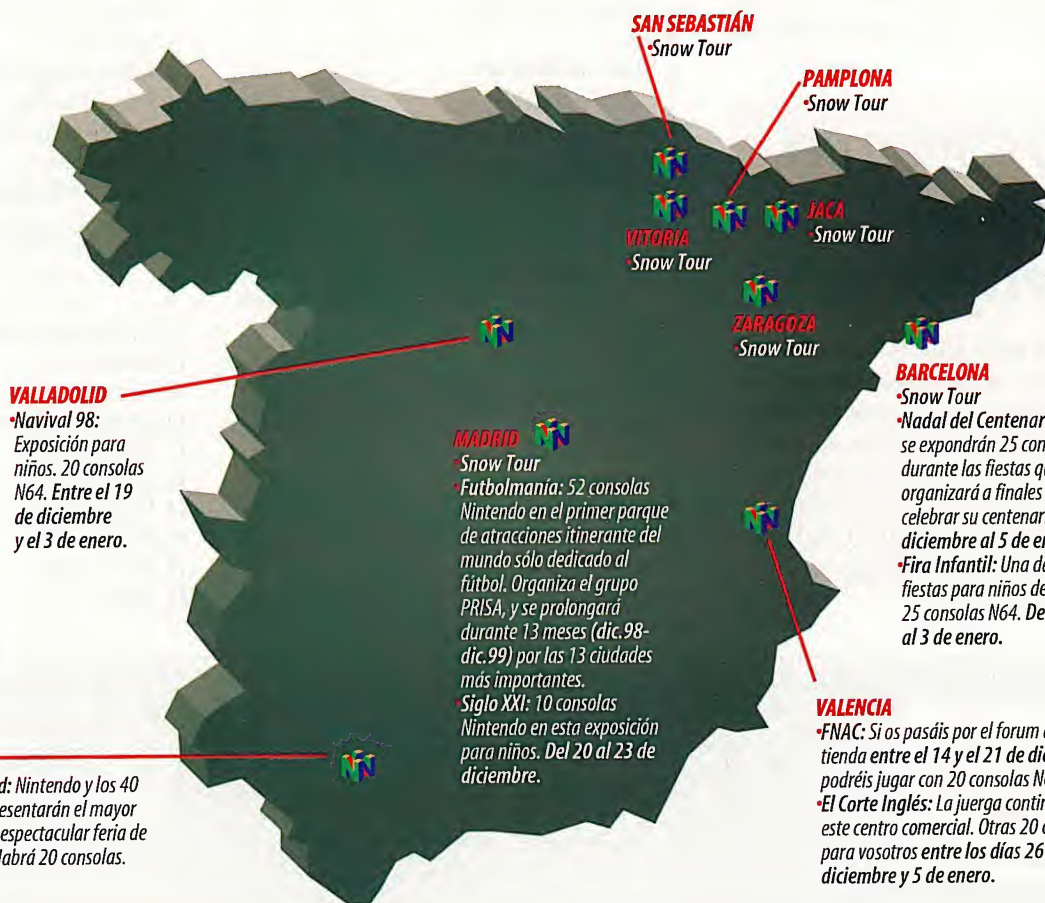 SAN SEBASTIÁN
•Snow Tour
PAMPLONA
•Snow Tour
JACA
•Snow Tour
VITORIA
•Snow Tour
ZARAGOZA
•Snow Tour
VALLADOLID
•Navival 98:
Exposición para
niños. 20 consolas
N64. Entre el 19
de diciembre
y el 3 de enero.
MADRID
•Snow Tour
•Futbolmanía: 52 consolas
Nintendo en el primer parque
de atracciones itinerante del
mundo sólo dedicado al
fútbol. Organiza el grupo
PRISA, y se prolongará
durante 13 meses (dic.98-
dic.99) por las 13 ciudades
más importantes.
•Siglo XXI: 10 consolas
Nintendo en esta exposición
para niños. Del 20 al 23 de
diciembre.
BARCELONA
•Snow Tour
•Nadal del Centenar
se expondrán 25 con
durante las fiestas qu
organizará a finales
celebrar su centenari
diciembre al 5 de en
•Fira Infantil: Una de
fiestas para niños de
25 consolas N64. De
al 3 de enero.
VALENCIA
•FNAC: Si os pasáis por el forum d
tienda entre el 14 y el 21 de dic
podréis jugar con 20 consolas N
•El Corte Inglés: La juerga contin
este centro comercial. Otras 20 c
para vosotros entre los días 26
diciembre y 5 de enero.
d: Nintendo y los 40
esentarán el mayor
espectacular feria de
Habrá 20 consolas.